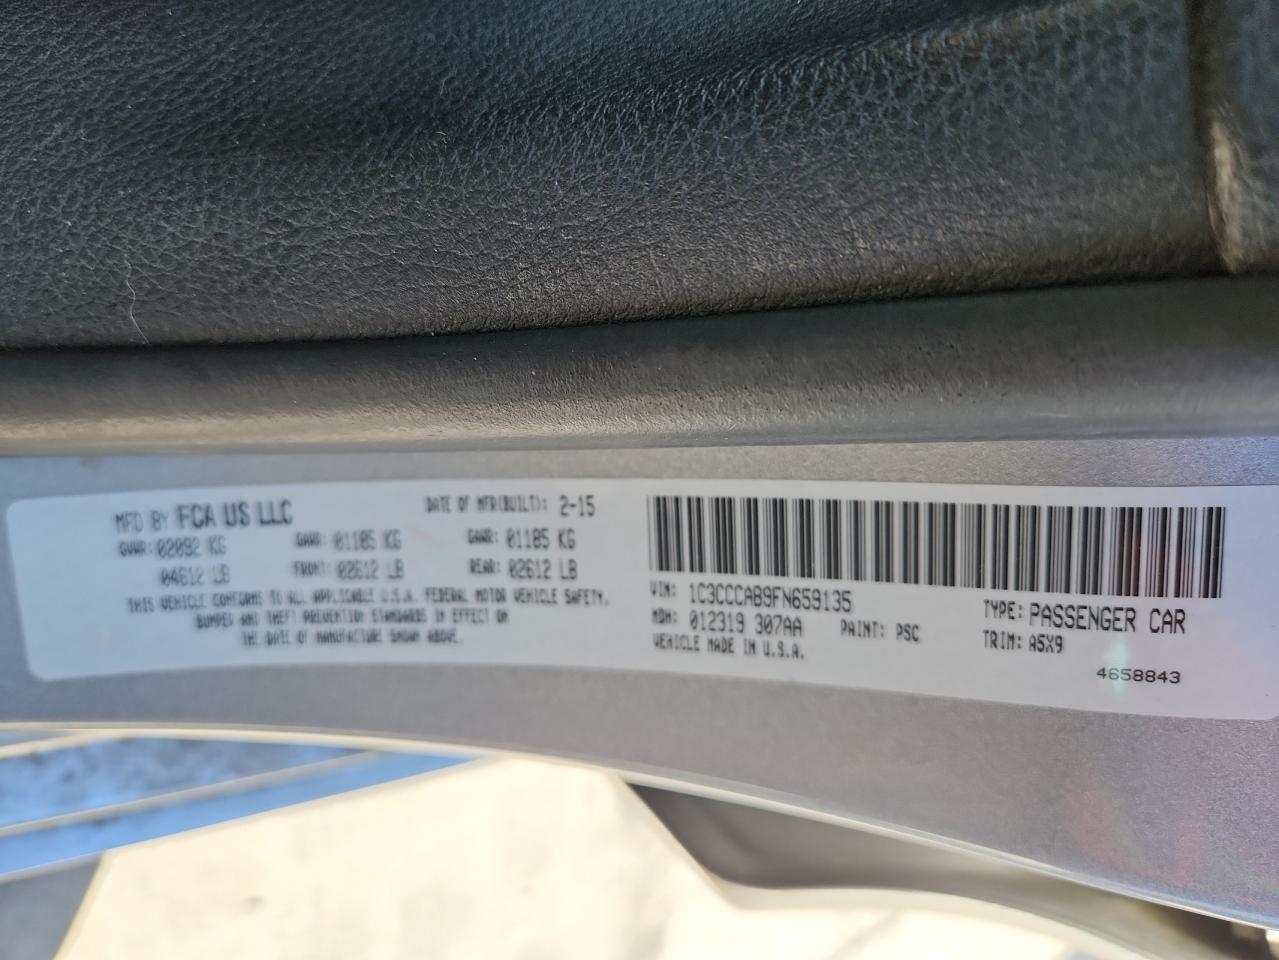 MFD BY FCA US LLC DATE OF MFR(BUILT): 2-15
GVWR: 02092 KG GAWR: 01185 KG GAWR: 01185 KG
04612 LB FRONT: 02612 LB REAR: 02612 LB
THIS VEHICLE CONFORMS TO ALL APPLICABLE U.S.A. FEDERAL MOTOR VEHICLE SAFETY,
BUMPER AND THEFT PREVENTION STANDARDS IN EFFECT ON
THE DATE OF MANUFACTURE SHOWN ABOVE.
VIN: 1C3CCCAB9FN659135 TYPE: PASSENGER CAR
MDH: 012319 307AA PAINT: PSC TRIM: A5X9
VEHICLE MADE IN U.S.A.
4658843